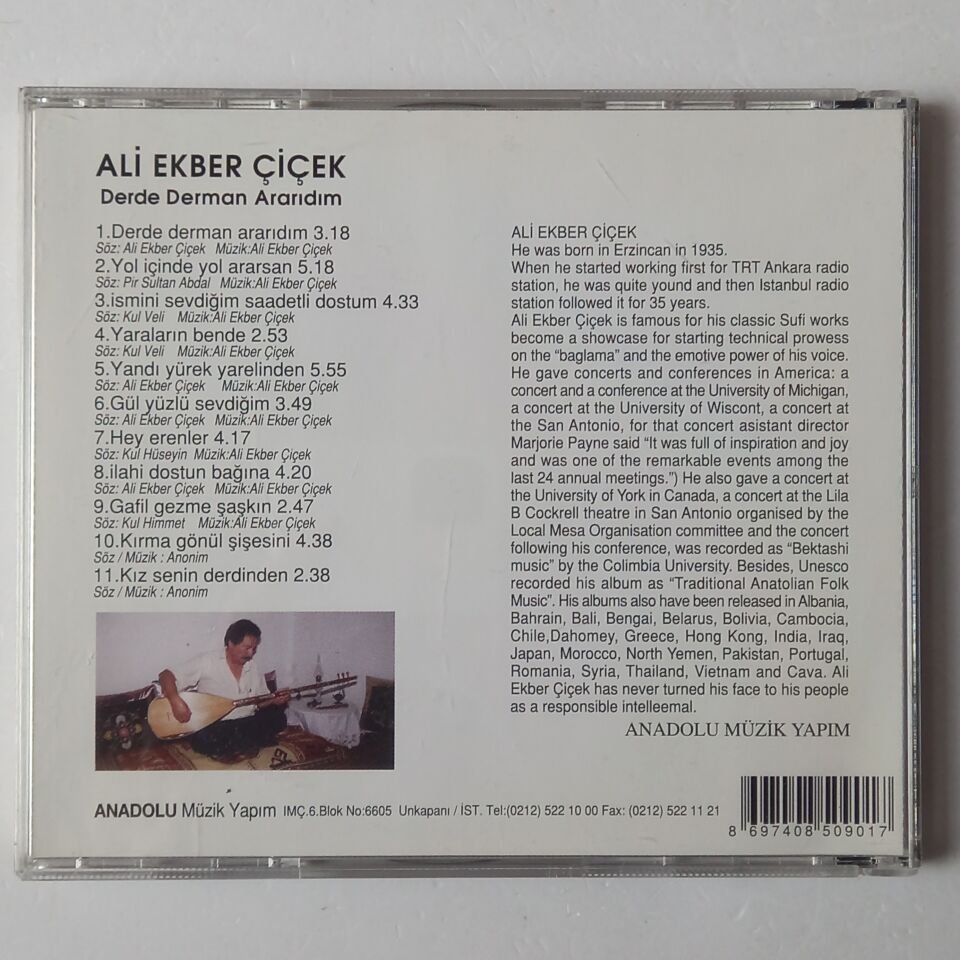 ALİ EKBER ÇİÇEK
Derde Derman Ararıdım
1.Derde derman ararıdım 3.18
Söz: Ali Ekber Çiçek Müzik:Ali Ekber Çiçek
2.Yol içinde yol ararsan 5.18
Söz: Pir Sultan Abdal Müzik:Ali Ekber Çiçek
3.ismini sevdiğim saadetli dostum 4.33
Söz: Kul Veli Müzik:Ali Ekber Çiçek
4.Yaraların bende 2.53
Söz: Kul Veli Müzik:Ali Ekber Çiçek
5.Yandı yürek yarelinden 5.55
Söz: Ali Ekber Çiçek Müzik:Ali Ekber Çiçek
6.Gül yüzlü sevdiğim 3.49
Söz: Ali Ekber Çiçek Müzik:Ali Ekber Çiçek
7.Hey erenler 4.17
Söz: Kul Hüseyin Müzik:Ali Ekber Çiçek
8.ilahi dostun bağına 4.20
Söz: Ali Ekber Çiçek Müzik:Ali Ekber Çiçek
9.Gafil gezme şaşkın 2.47
Söz: Kul Himmet Müzik:Ali Ekber Çiçek
10.Kırma gönül şişesini 4.38
Söz / Müzik : Anonim
11.Kız senin derdinden 2.38
Söz / Müzik : Anonim
ALİ EKBER ÇİÇEK
He was born in Erzincan in 1935.
When he started working first for TRT Ankara radio
station, he was quite yound and then Istanbul radio
station followed it for 35 years.
Ali Ekber Çiçek is famous for his classic Sufi works
become a showcase for starting technical prowess
on the “baglama” and the emotive power of his voice.
He gave concerts and conferences in America: a
concert and a conference at the University of Michigan,
a concert at the University of Wiscont, a concert at
the San Antonio, for that concert asistant director
Marjorie Payne said “It was full of inspiration and joy
and was one of the remarkable events among the
last 24 annual meetings.”) He also gave a concert at
the University of York in Canada, a concert at the Lila
B Cockrell theatre in San Antonio organised by the
Local Mesa Organisation committee and the concert
following his conference, was recorded as “Bektashi
music” by the Colimbia University. Besides, Unesco
recorded his album as “Traditional Anatolian Folk
Music”. His albums also have been released in Albania,
Bahrain, Bali, Bengai, Belarus, Bolivia, Cambocia,
Chile,Dahomey, Greece, Hong Kong, India, Iraq,
Japan, Morocco, North Yemen, Pakistan, Portugal,
Romania, Syria, Thailand, Vietnam and Cava. Ali
Ekber Çiçek has never turned his face to his people
as a responsible intelleemal.
ANADOLU MÜZİK YAPIM
ANADOLU Müzik Yapım IMÇ.6.Blok No:6605 Unkapanı / İST. Tel:(0212) 522 10 00 Fax: (0212) 522 11 21
8 697408 509017